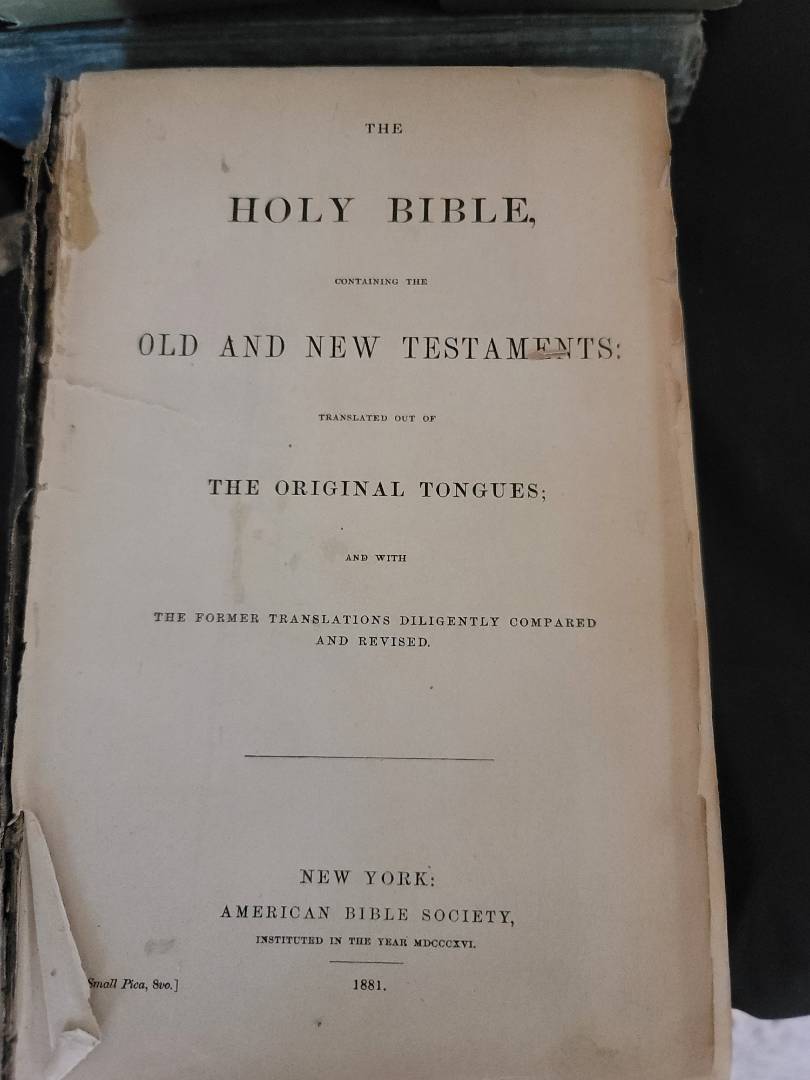 THE
HOLY BIBLE,
CONTAINING THE
OLD AND NEW TESTAMENTS:
TRANSLATED OUT OF
THE ORIGINAL TONGUES;
AND WITH
THE FORMER TRANSLATIONS DILIGENTLY COMPARED
AND REVISED.
NEW YORK:
AMERICAN BIBLE SOCIETY,
INSTITUTED IN THE YEAR MDCCCXVI.
Small Pica, 8vo.]
1881.